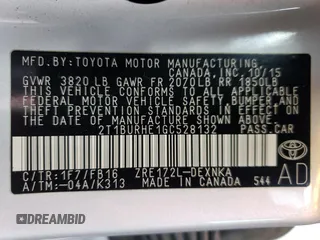 MFD.BY:TOYOTA MOTOR MANUFACTURING
CANADA,INC. 10/15
GVWR 3820LB GAWR FR 2070LB RR 1850LB
THIS VEHICLE CONFORMS TO ALL APPLICABLE
FEDERAL MOTOR VEHICLE SAFETY, BUMPER, AND
THEFT PREVENTION STANDARDS IN EFFECT ON
THE DATE OF MANUFACTURE SHOWN ABOVE.
2T1BURHE1GC528132 PASS.CAR
C/TR:1F7/FB16 ZRE172L-DEXNKA
A/TM:-04A/K313 MADE IN CANADA 544
AD
TOYOTA
DREAMBID